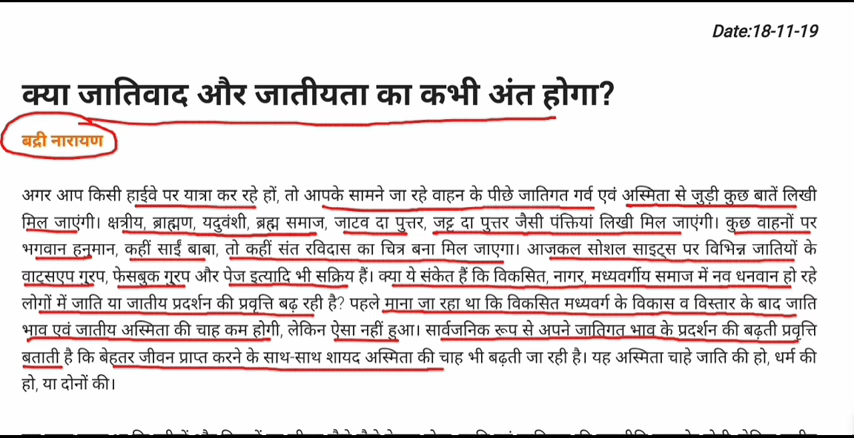 Date:18-11-19
क्या जातिवाद और जातीयता का कभी अंत होगा?
बद्री नारायण
अगर आप किसी हाईवे पर यात्रा कर रहे हों, तो आपके सामने जा रहे वाहन के पीछे जातिगत गर्व एवं अस्मिता से जुड़ी कुछ बातें लिखी
मिल जाएंगी। क्षत्रीय, ब्राह्मण, यदुवंशी, ब्रह्म समाज, जाटव दा पुत्तर, जट्ट दा पुत्तर जैसी पंक्तियां लिखी मिल जाएंगी। कुछ वाहनों पर
भगवान हनुमान, कहीं साईं बाबा, तो कहीं संत रविदास का चित्र बना मिल जाएगा। आजकल सोशल साइट्स पर विभिन्न जातियों के
वाट्सएप गु्रप, फेसबुक गु्रप और पेज इत्यादि भी सक्रिय हैं। क्या ये संकेत हैं कि विकसित, नागर, मध्यवर्गीय समाज में नव धनवान हो रहे
लोगों में जाति या जातीय प्रदर्शन की प्रवृत्ति बढ़ रही है? पहले माना जा रहा था कि विकसित मध्यवर्ग के विकास व विस्तार के बाद जाति
भाव एवं जातीय अस्मिता की चाह कम होगी, लेकिन ऐसा नहीं हुआ। सार्वजनिक रूप से अपने जातिगत भाव के प्रदर्शन की बढ़ती प्रवृत्ति
बताती है कि बेहतर जीवन प्राप्त करने के साथ-साथ शायद अस्मिता की चाह भी बढ़ती जा रही है। यह अस्मिता चाहे जाति की हो, धर्म की
हो, या दोनों की।